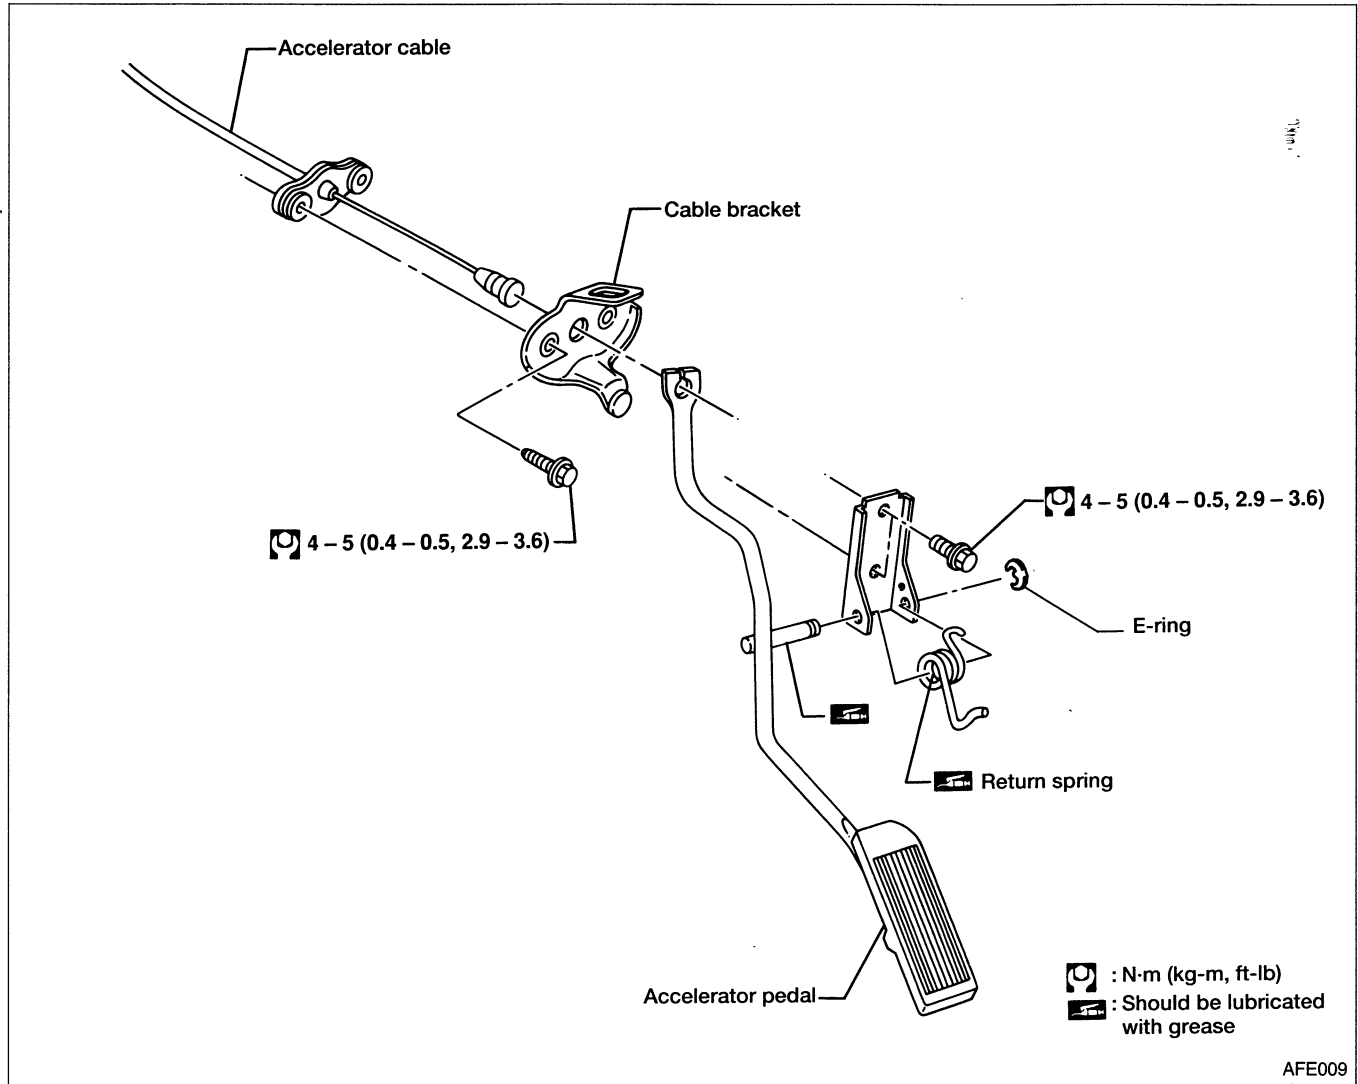 Accelerator cable
Cable bracket
4 – 5 (0.4 – 0.5, 2.9 – 3.6)
4 – 5 (0.4 – 0.5, 2.9 – 3.6)
E-ring
Return spring
Accelerator pedal
: N·m (kg-m, ft-lb)
: Should be lubricated
with grease
AFE009